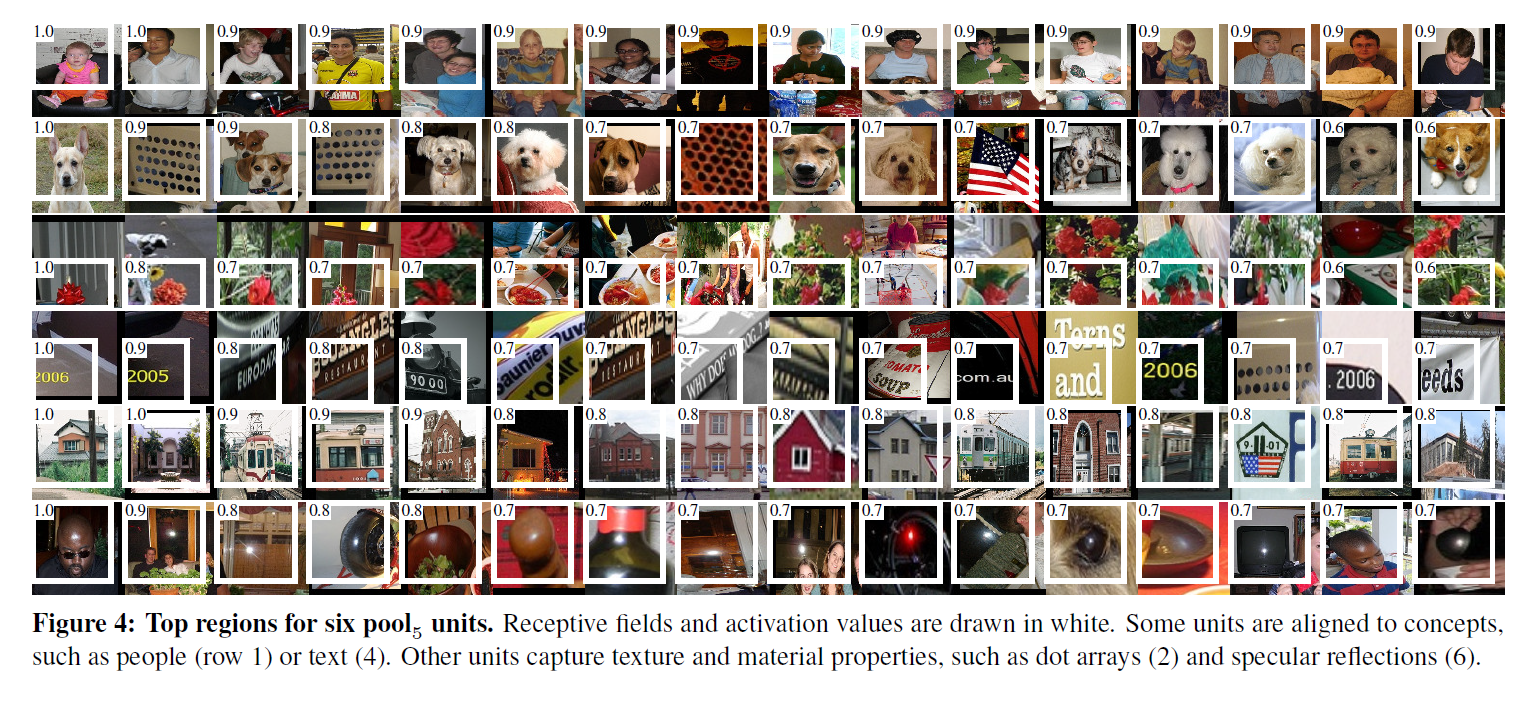 1.0 1.0 0.9 0.9 0.9 0.9 0.9 0.9 0.9 0.9 0.9 0.9 0.9 0.9 0.9 0.9
ARMA
1.0 0.9 0.9 0.8 0.8 0.8 0.7 0.7 0.7 0.7 0.7 0.7 0.7 0.7 0.6 0.6
1.0 0.8 0.7 0.7 0.7 0.7 0.7 0.7 0.7 0.7 0.7 0.7 0.7 0.7 0.6 0.6
1.0 0.9 0.8 0.8 0.8 0.7 0.7 0.7 0.7 0.7 0.7 0.7 0.7 0.7 0.7 0.7
2006
2005
EURODA
ANGLES
RESTAURANT
9000
aunier
ANGLES
RESTAURANT
WHY DO
TOMATO
SOUP
com.au
Terns
and
2006
. 2006
eeds
1.0 1.0 0.9 0.9 0.9 0.8 0.8 0.8 0.8 0.8 0.8 0.8 0.8 0.8 0.8 0.8
9-11-01
1.0 0.9 0.8 0.8 0.8 0.7 0.7 0.7 0.7 0.7 0.7 0.7 0.7 0.7 0.7 0.7
Figure 4: Top regions for six pool₅ units. Receptive fields and activation values are drawn in white. Some units are aligned to concepts,
such as people (row 1) or text (4). Other units capture texture and material properties, such as dot arrays (2) and specular reflections (6).